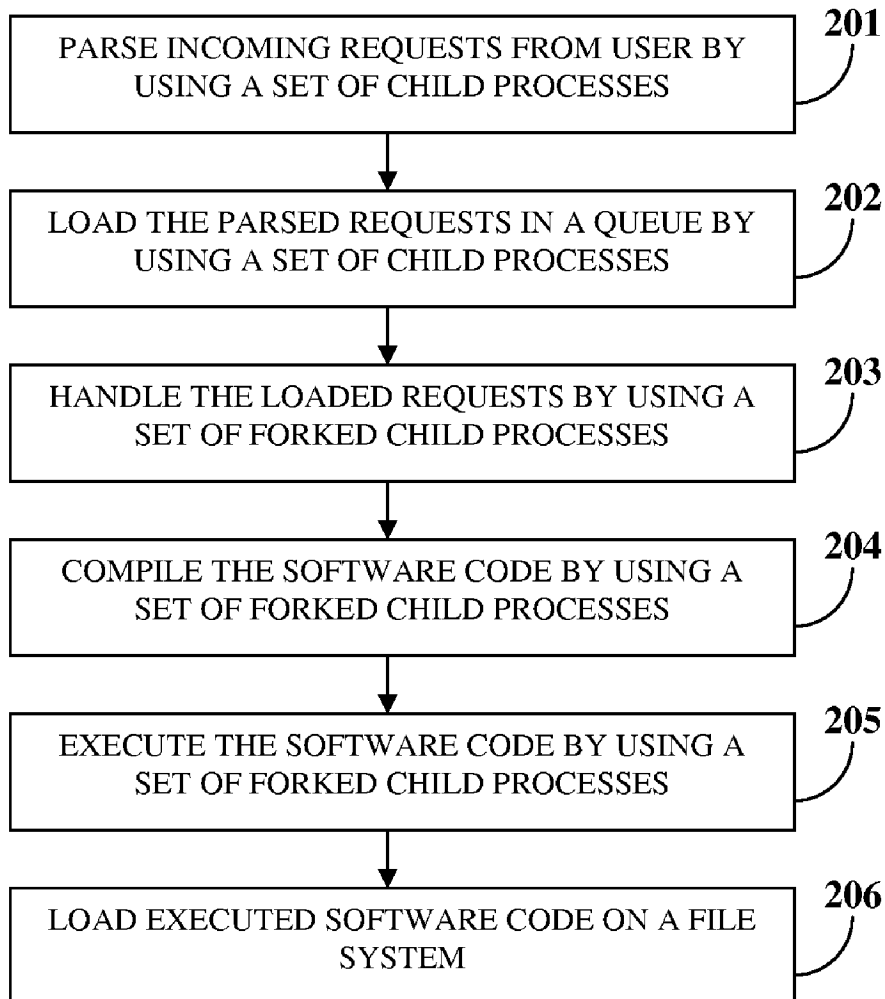 201
PARSE INCOMING REQUESTS FROM USER BY
USING A SET OF CHILD PROCESSES
202
LOAD THE PARSED REQUESTS IN A QUEUE BY
USING A SET OF CHILD PROCESSES
203
HANDLE THE LOADED REQUESTS BY USING A
SET OF FORKED CHILD PROCESSES
204
COMPILE THE SOFTWARE CODE BY USING A
SET OF FORKED CHILD PROCESSES
205
EXECUTE THE SOFTWARE CODE BY USING A
SET OF FORKED CHILD PROCESSES
206
LOAD EXECUTED SOFTWARE CODE ON A FILE
SYSTEM